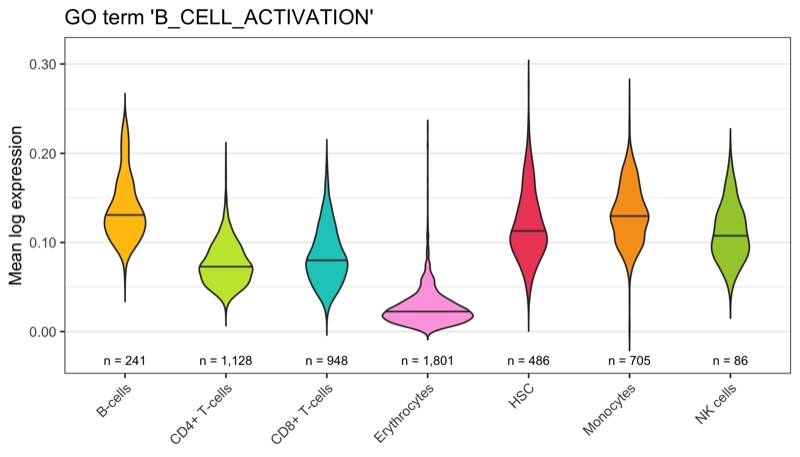 GO term 'B_CELL_ACTIVATION'
Mean log expression
0.30
0.20
0.10
0.00
n = 241 n = 1,128 n = 948 n = 1,801 n = 486 n = 705 n = 86
B-cells CD4+ T-cells CD8+ T-cells Erythrocytes HSC Monocytes NK cells